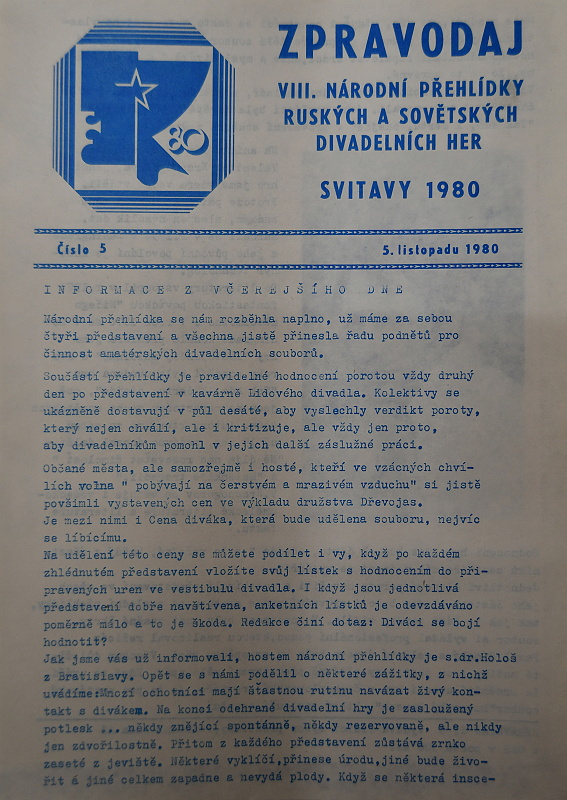 ZPRAVODAJ
VIII. NÁRODNÍ PŘEHLÍDKY
RUSKÝCH A SOVĚTSKÝCH
DIVADELNÍCH HER
SVITAVY 1980
80
Číslo 5
5. listopadu 1980
INFORMACE Z VČEREJŠÍHO DNE
Národní přehlídka se nám rozběhla naplno, už máme za sebou
čtyři představení a všechna jistě přinesla řadu podnětů pro
činnost amatérských divadelních souborů.
Součástí přehlídky je pravidelné hodnocení porotou vždy druhý
den po představení v kavárně Lidového divadla. Kolektivy se
ukázněně dostavují v půl desáté, aby vyslechly verdikt poroty,
který nejen chválí, ale i kritizuje, ale vždy jen proto,
aby divadelníkům pomohl v jejich další záslužné práci.
Občané města, ale samozřejmě i hosté, kteří ve vzácných chví-
lích volna " pobývají na čerstvém a mrazivém vzduchu" si jistě
povšimli vystavených cen ve výkladu družstva Dřevojas.
Je mezi nimi i Cena diváka, která bude udělena souboru, nejvíc
se líbícímu.
Na udělení této ceny se můžete podílet i vy, když po každém
zhlédnutém představení vložíte svůj lístek s hodnocením do při-
pravených uren ve vestibulu divadla. I když jsou jednotlivá
představení dobře navštívena, anketních lístků je odevzdáváno
poměrně málo a to je škoda. Redakce činí dotaz: Diváci se bojí
hodnotit?
Jak jsme vás už informovali, hostem národní přehlídky je s.dr.Hološ
z Bratislavy. Opět se s námi podělil o některé zážitky, z nichž
uvádíme:Mnozí ochotníci mají šťastnou rutinu navázat živý kon-
takt s divákem. Na konci odehrané divadelní hry je zasloužený
potlesk ... někdy znějící spontánně, někdy rezervovaně, ale nikdy
jen zdvořilostně. Přitom z každého představení zůstává zrnko
zaseté z jeviště. Některé vyklíčí,přinese úrodu,jiné bude živo-
řit á jiné celkem zapadne a nevydá plody. Když se některá insce-